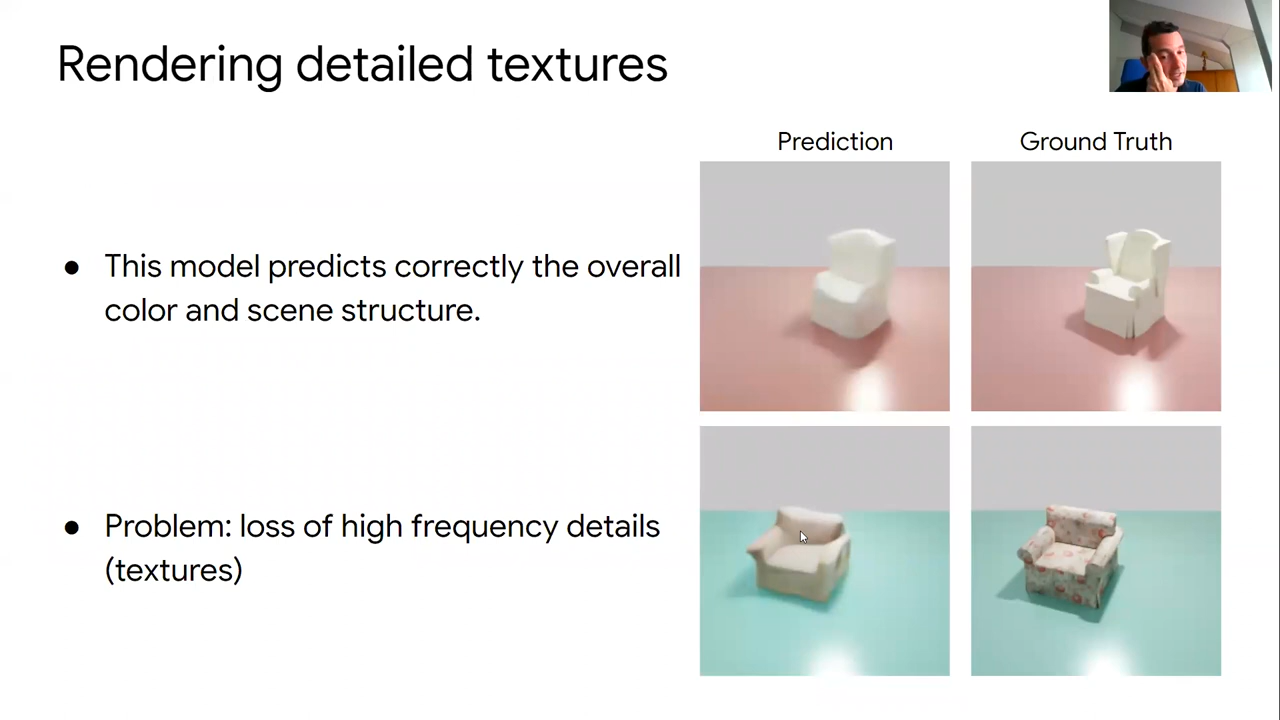 Rendering detailed textures
Prediction
Ground Truth
● This model predicts correctly the overall
color and scene structure.
● Problem: loss of high frequency details
(textures)